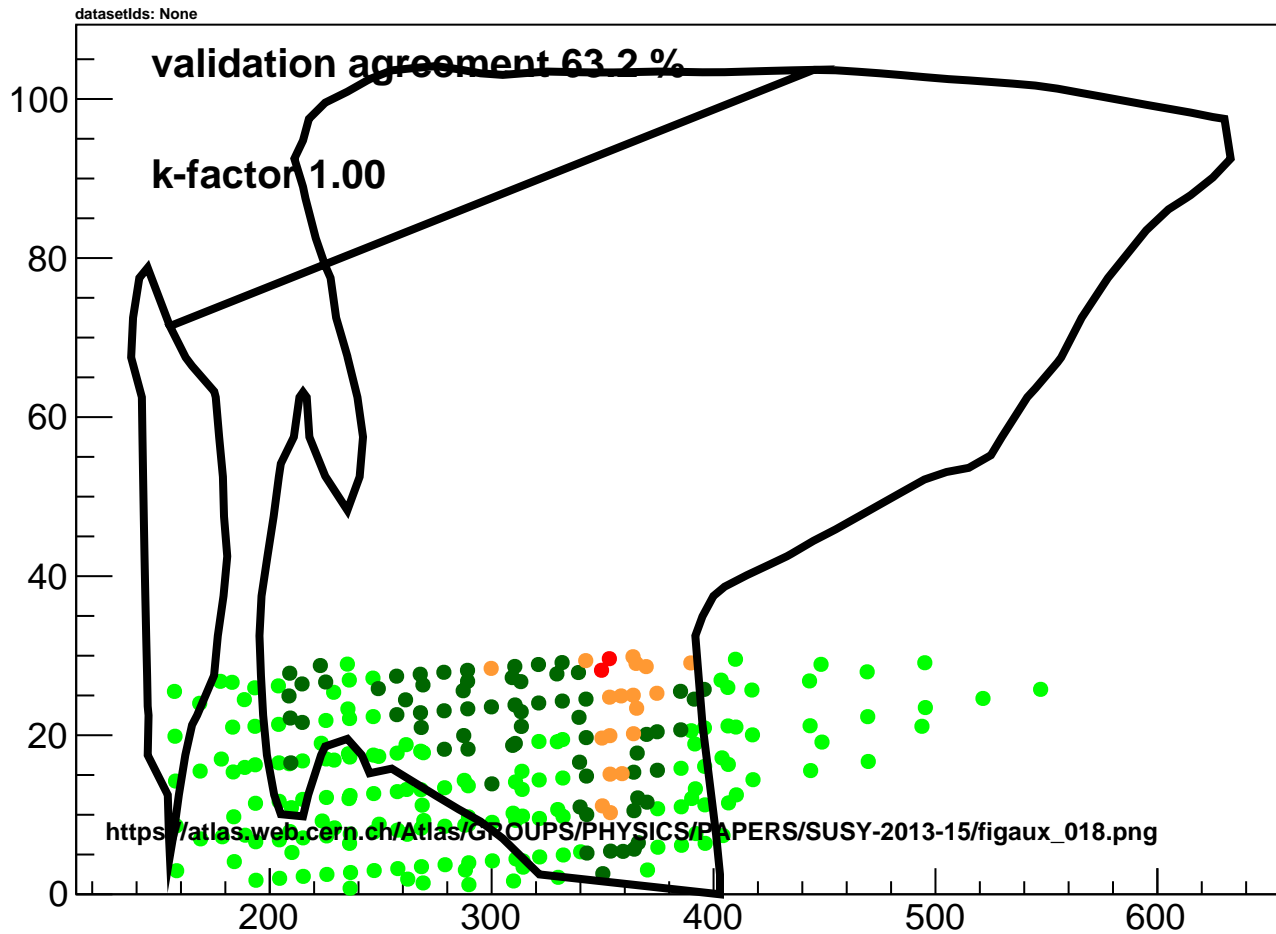 datasetIds: None
validation agreement 63.2 %
100
k-factor 1.00
80
60
40
20
https://atlas.web.cern.ch/Atlas/GROUPS/PHYSICS/PAPERS/SUSY-2013-15/figaux_018.png
0
200 300 400 500 600